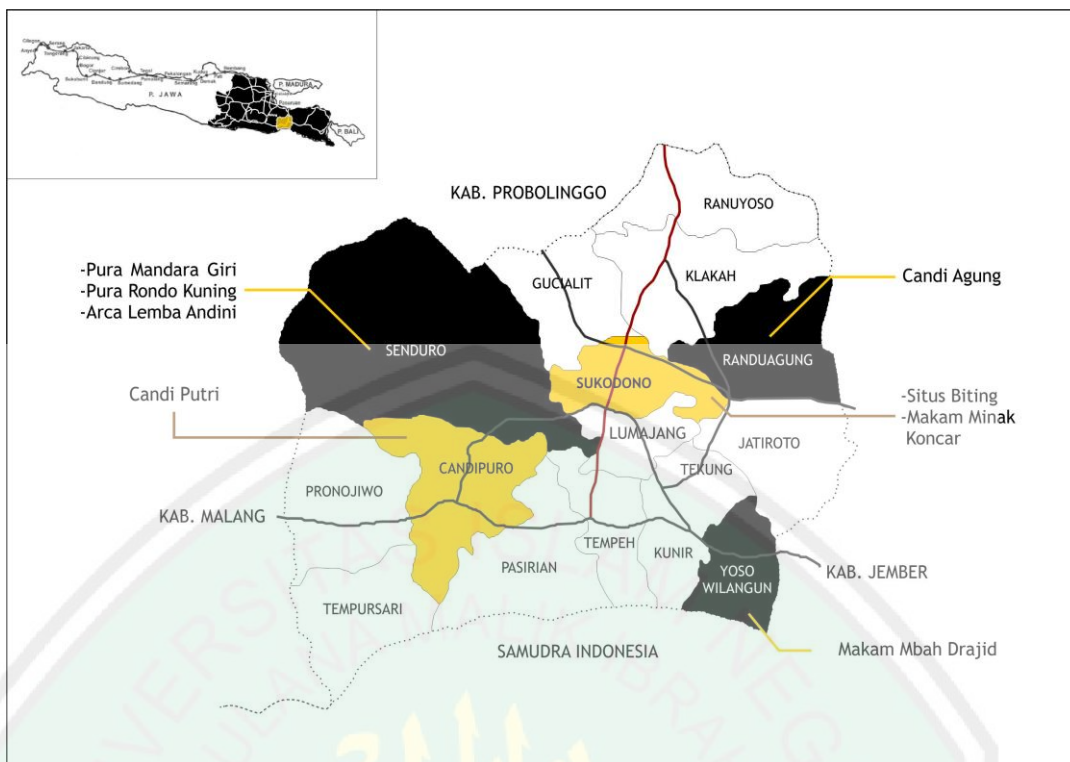 P. JAWA
P. MADURA
P. BALI
KAB. PROBOLINGGO
RANUYOSO
-Pura Mandara Giri
-Pura Rondo Kuning
-Arca Lemba Andini
GUCIALIT
KLAKAH
Candi Agung
SENDURO
RANDUAGUNG
SUKODONO
Candi Putri
-Situs Biting
-Makam Minak
Koncar
LUMAJANG
JATIROTO
CANDIPURO
TEKUNG
PRONOJIWO
KAB. MALANG
TEMPEH
KUNIR
PASIRIAN
YOSO
WILANGUN
KAB. JEMBER
TEMPURSARI
SAMUDRA INDONESIA
Makam Mbah Drajid